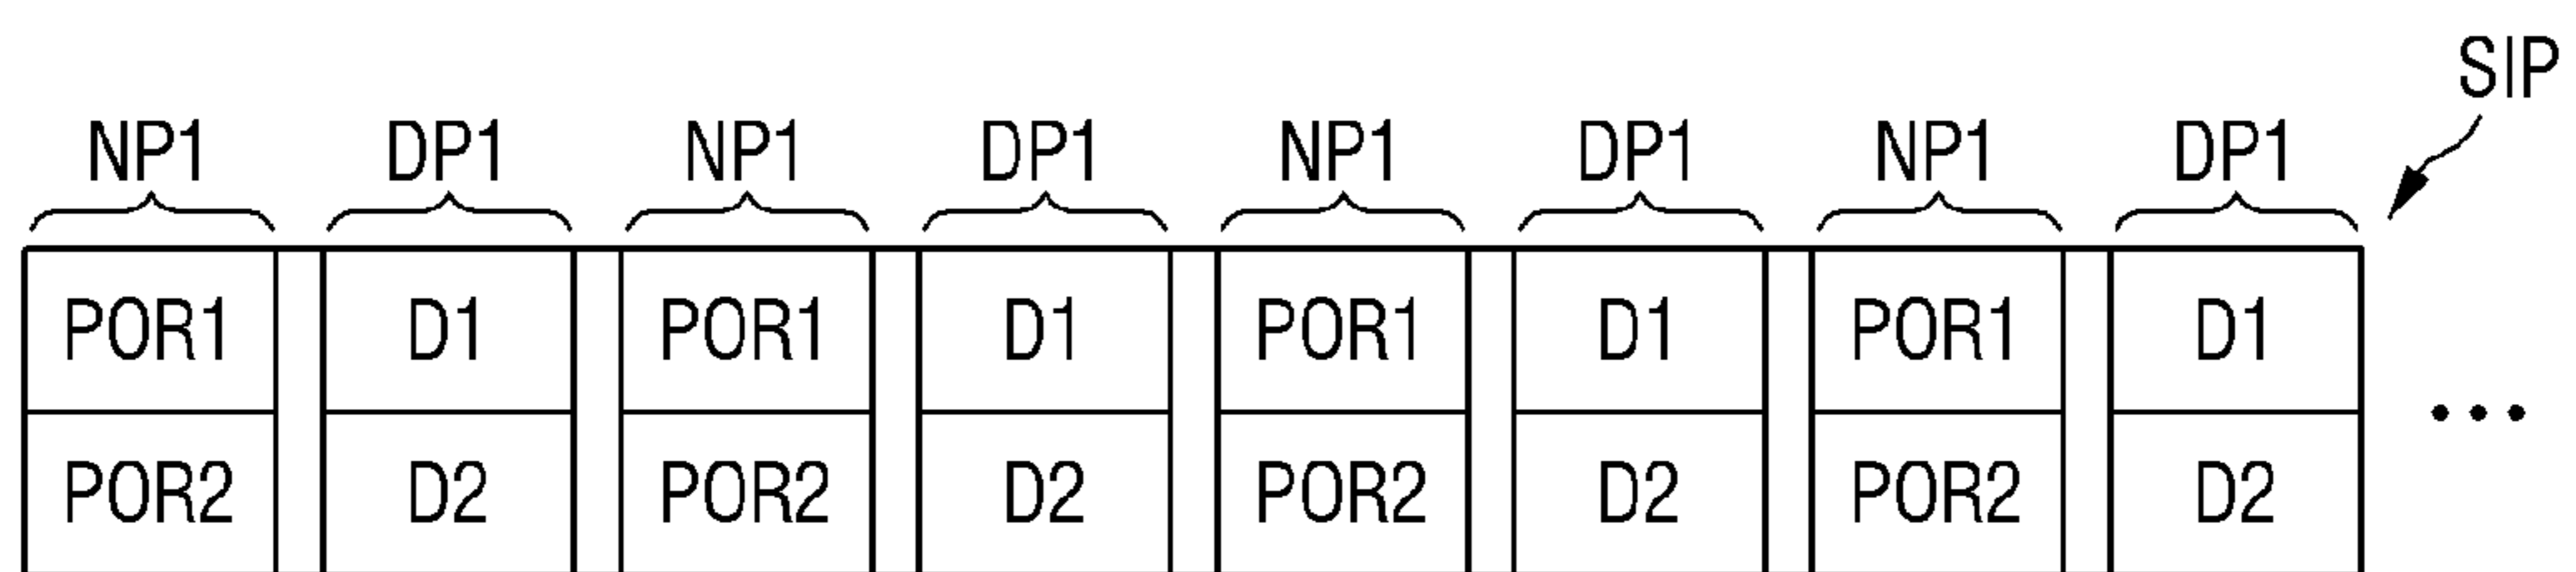 SIP
NP1 DP1 NP1 DP1 NP1 DP1 NP1 DP1
POR1 D1 POR1 D1 POR1 D1 POR1 D1
...
POR2 D2 POR2 D2 POR2 D2 POR2 D2